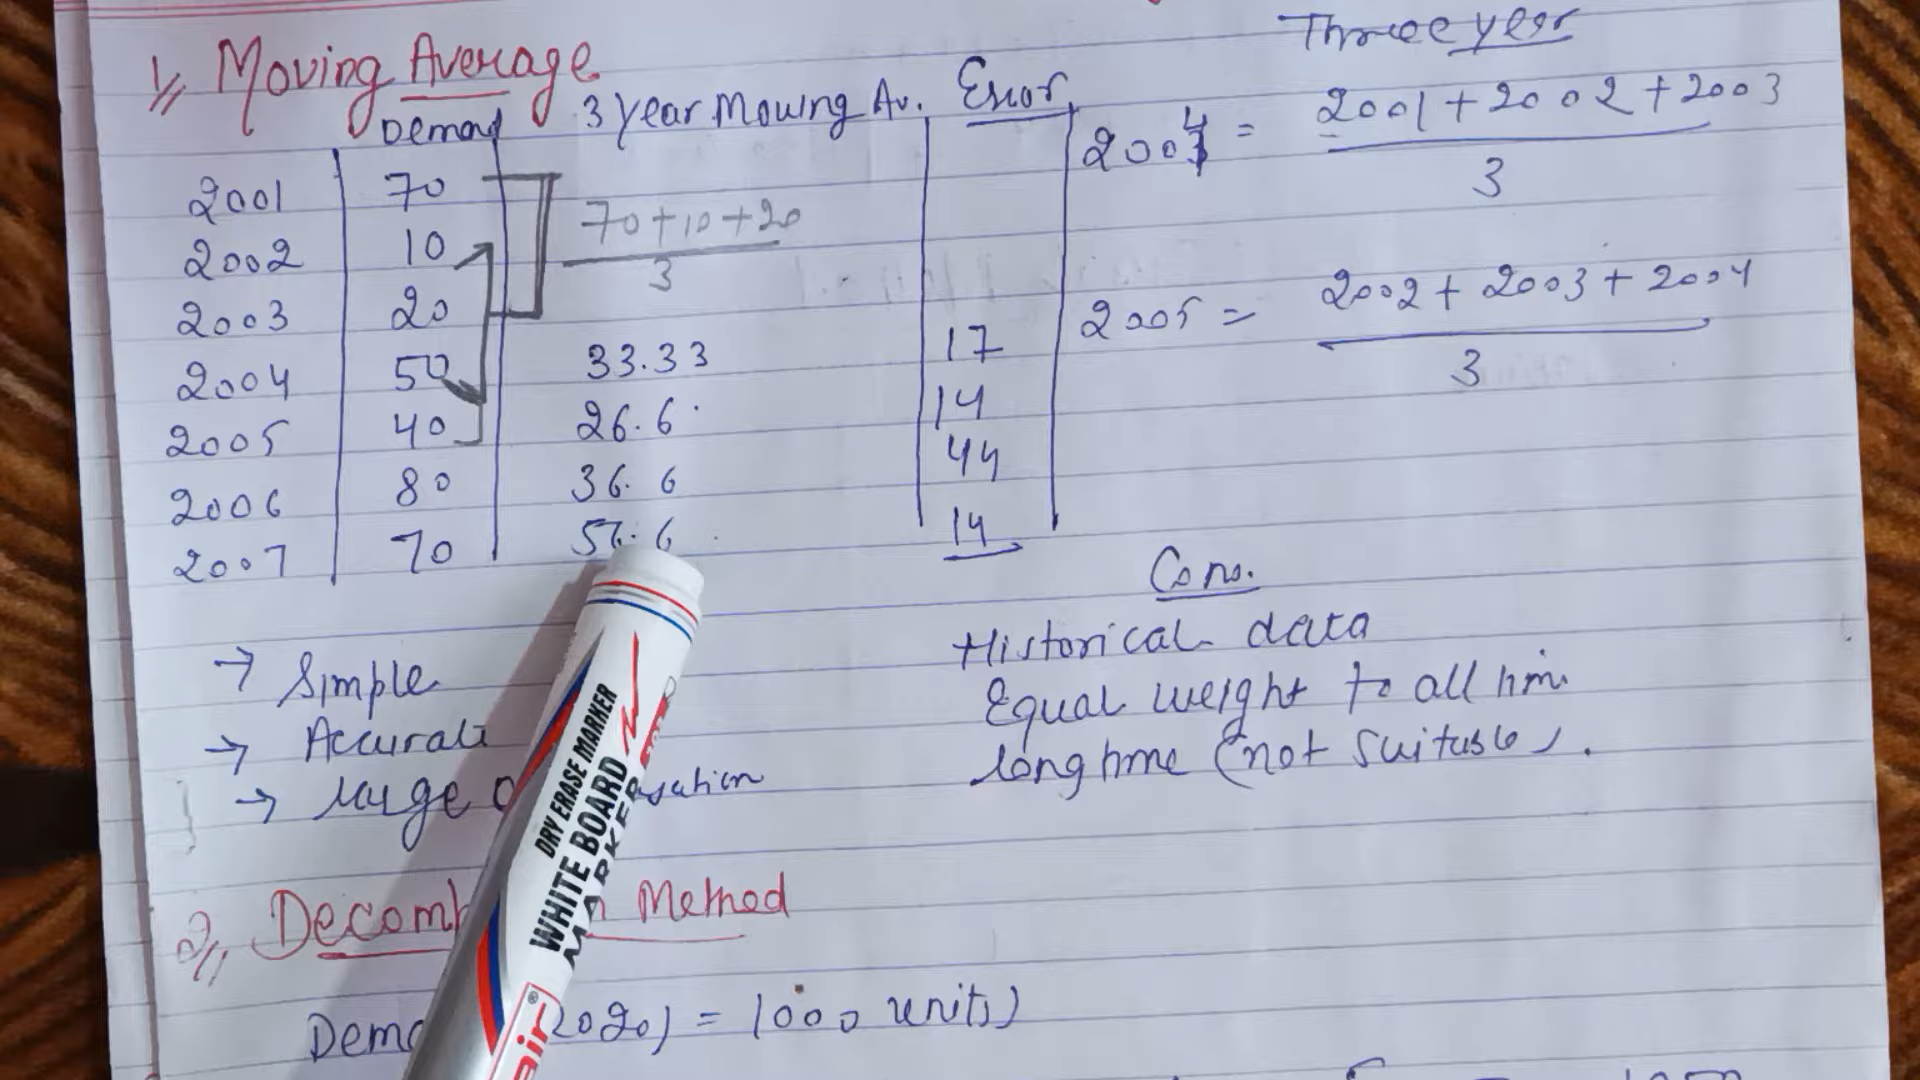 Three year
1) Moving Average
Demand 3 year Moving Av. Error
2004 = 2001 + 2002 + 2003
3
2001 70
70+10+20
3
2002 10
2003 20
2005 = 2002 + 2003 + 2004
3
2004 50 33.33 17
2005 40 26.6 14
2006 80 36.6 44
2007 70 56.6 14
Cons.
→ Simple
→ Accurate
→ large
Historical data
Equal weight to all
long time (not suitable).
2)
Method
2020) = 1000 units)
DRY ERASE MARKER
WHITE BOARD
MARKER